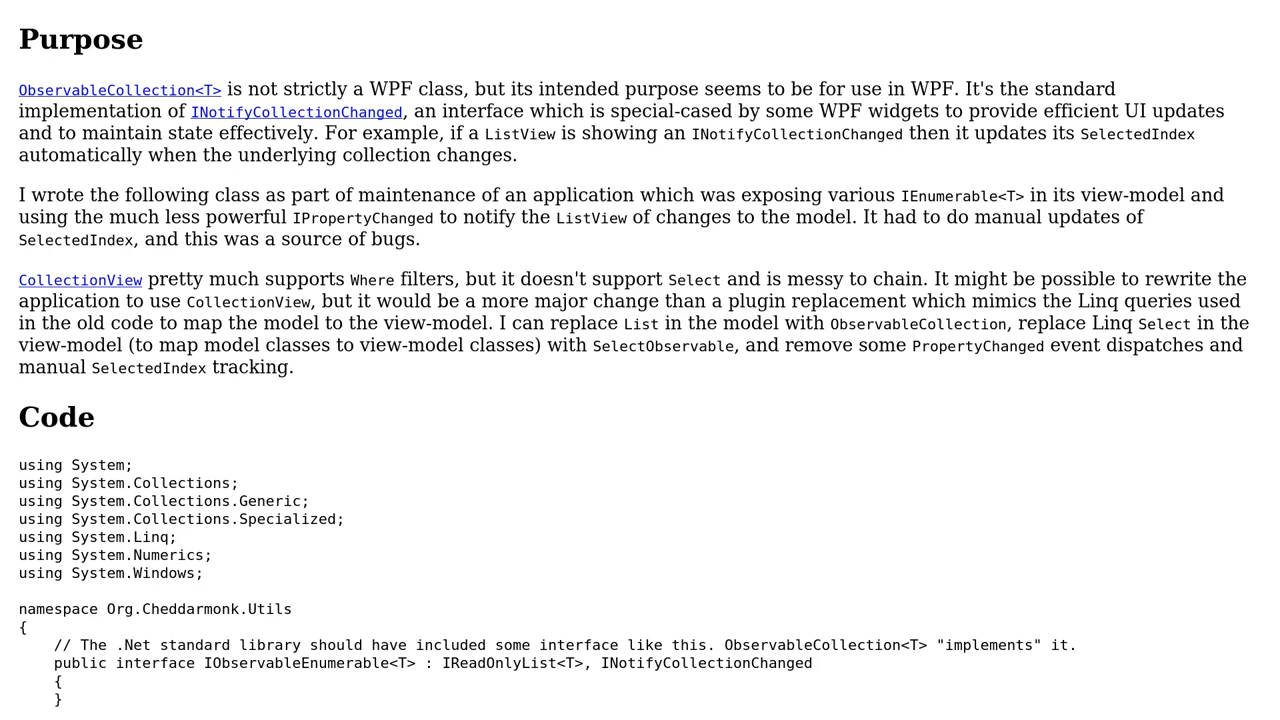 Purpose
ObservableCollection<T> is not strictly a WPF class, but its intended purpose seems to be for use in WPF. It's the standard
implementation of INotifyCollectionChanged, an interface which is special-cased by some WPF widgets to provide efficient UI updates
and to maintain state effectively. For example, if a ListView is showing an INotifyCollectionChanged then it updates its SelectedIndex
automatically when the underlying collection changes.
I wrote the following class as part of maintenance of an application which was exposing various IEnumerable<T> in its view-model and
using the much less powerful IPropertyChanged to notify the ListView of changes to the model. It had to do manual updates of
SelectedIndex, and this was a source of bugs.
CollectionView pretty much supports Where filters, but it doesn't support Select and is messy to chain. It might be possible to rewrite the
application to use CollectionView, but it would be a more major change than a plugin replacement which mimics the Linq queries used
in the old code to map the model to the view-model. I can replace List in the model with ObservableCollection, replace Linq Select in the
view-model (to map model classes to view-model classes) with SelectObservable, and remove some PropertyChanged event dispatches and
manual SelectedIndex tracking.
Code
using System;
using System.Collections;
using System.Collections.Generic;
using System.Collections.Specialized;
using System.Linq;
using System.Numerics;
using System.Windows;
namespace Org.Cheddarmonk.Utils
{
    // The .Net standard library should have included some interface like this. ObservableCollection<T> "implements" it.
    public interface IObservableEnumerable<T> : IReadOnlyList<T>, INotifyCollectionChanged
    {
    }